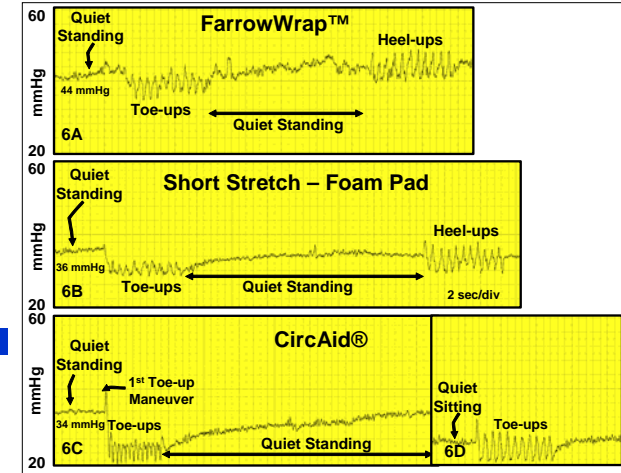 60
Quiet
Standing
FarrowWrap™
Heel-ups
mmHg
44 mmHg
Toe-ups
Quiet Standing
6A
20
60
Quiet
Standing
Short Stretch – Foam Pad
Heel-ups
mmHg
36 mmHg
Toe-ups
Quiet Standing
2 sec/div
6B
20
60
CircAid®
Quiet
Standing
1st Toe-up
Maneuver
mmHg
34 mmHg
Toe-ups
Quiet Standing
6C
20
Quiet
Sitting
Toe-ups
6D